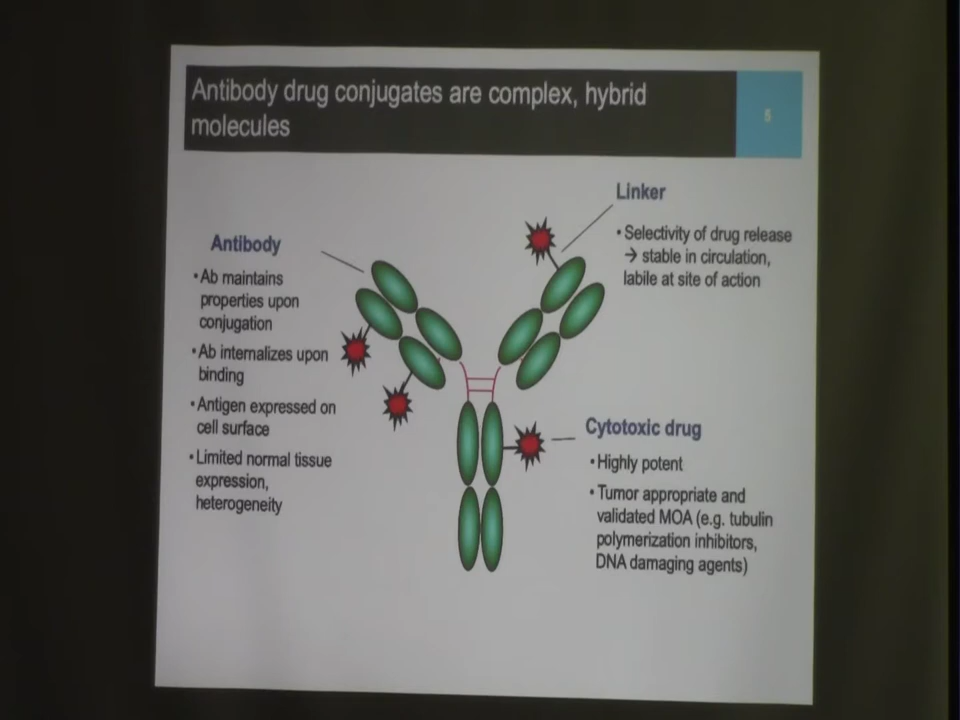 Antibody drug conjugates are complex, hybrid
molecules
5
Antibody
•Ab maintains
properties upon
conjugation
•Ab internalizes upon
binding
•Antigen expressed on
cell surface
•Limited normal tissue
expression,
heterogeneity
Linker
•Selectivity of drug release
→ stable in circulation,
labile at site of action
Cytotoxic drug
•Highly potent
•Tumor appropriate and
validated MOA (e.g. tubulin
polymerization inhibitors,
DNA damaging agents)